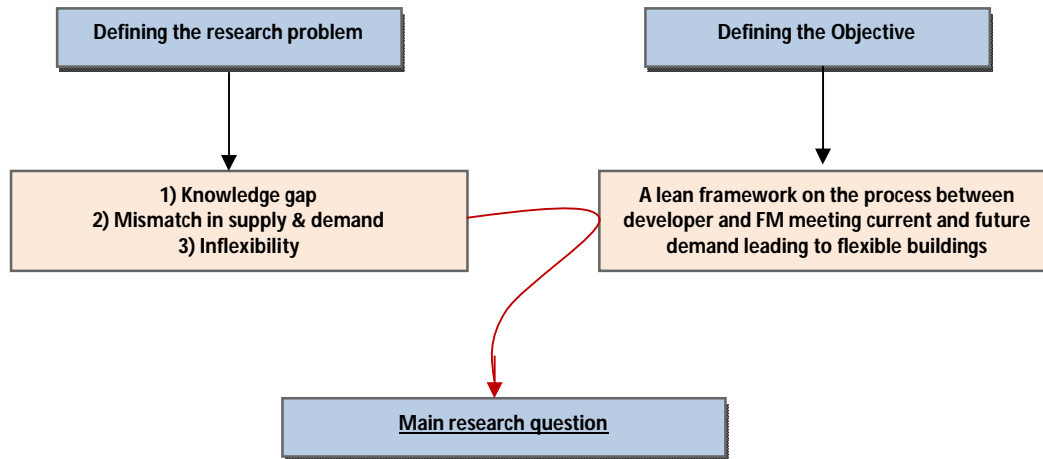 Defining the research problem
Defining the Objective
1) Knowledge gap
2) Mismatch in supply & demand
3) Inflexibility
A lean framework on the process between
developer and FM meeting current and future
demand leading to flexible buildings
Main research question